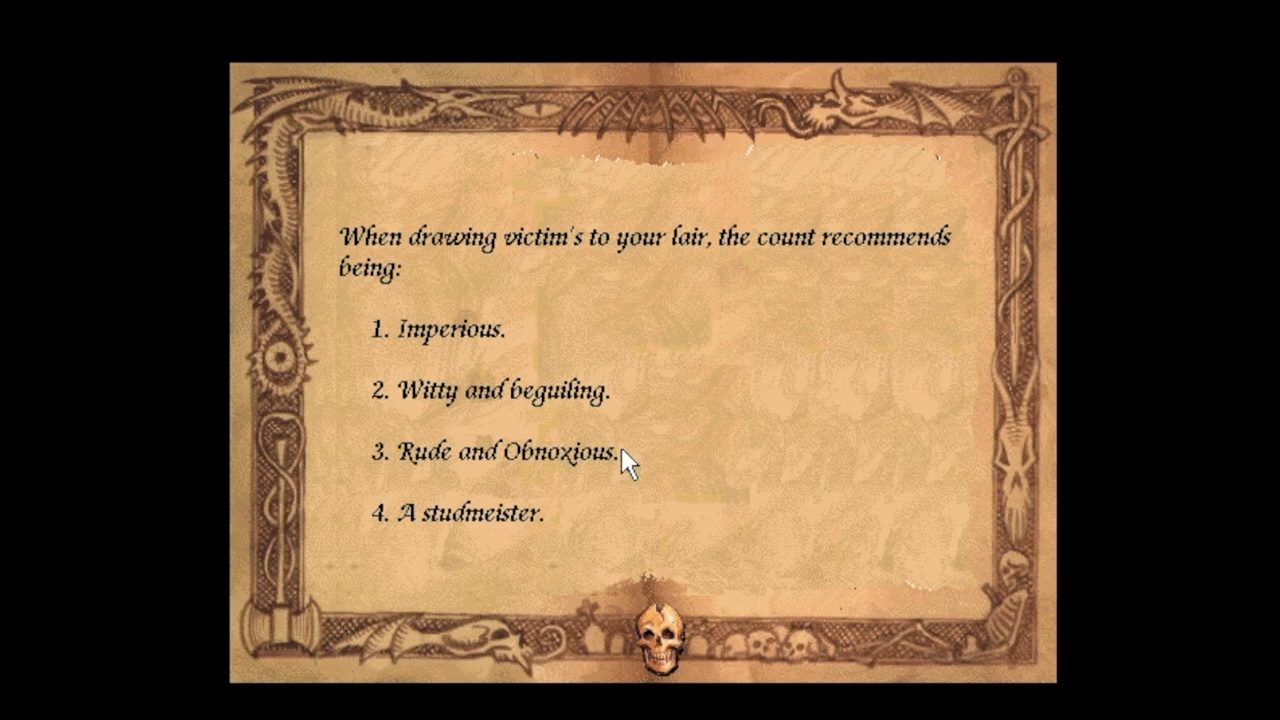 When drawing victim's to your lair, the count recommends
being:
1. Imperious.
2. Witty and beguiling.
3. Rude and Obnoxious.
4. A studmeister.